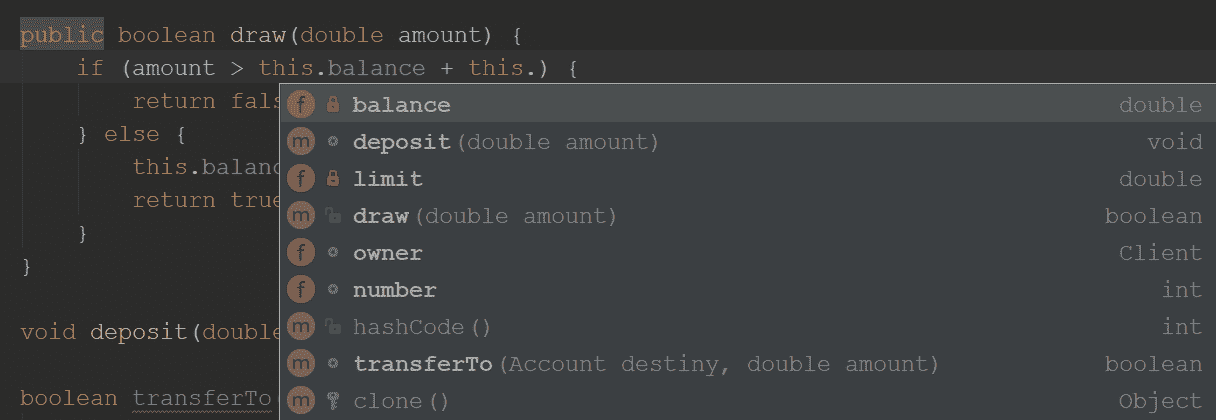 public boolean draw(double amount) {
if (amount > this.balance + this.) {
return fals
} else {
this.balanc
return true
}
}
void deposit(double
boolean transferTo(
f balance double
m deposit(double amount) void
f limit double
m draw(double amount) boolean
f owner Client
f number int
m hashCode() int
m transferTo(Account destiny, double amount) boolean
m clone() Object